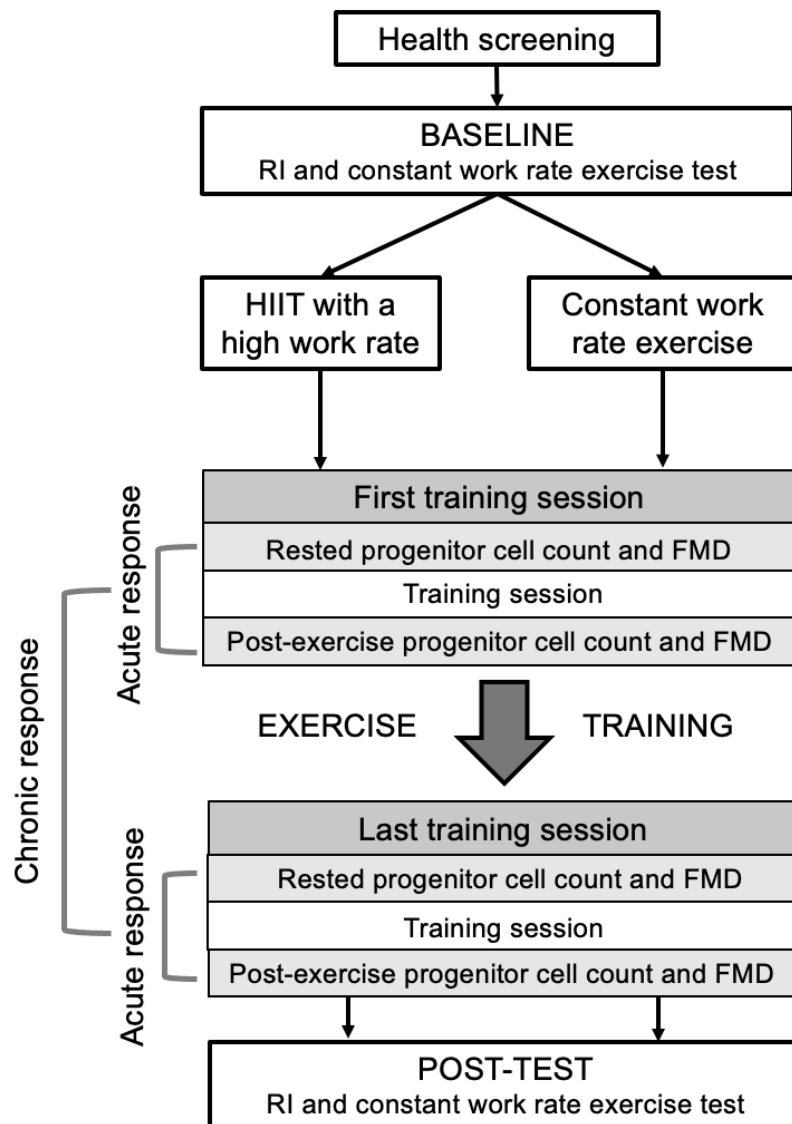 Health screening
BASELINE
RI and constant work rate exercise test
HIIT with a
high work rate
Constant work
rate exercise
First training session
Rested progenitor cell count and FMD
Training session
Post-exercise progenitor cell count and FMD
Acute response
Chronic response
EXERCISE TRAINING
Last training session
Rested progenitor cell count and FMD
Training session
Post-exercise progenitor cell count and FMD
Acute response
POST-TEST
RI and constant work rate exercise test